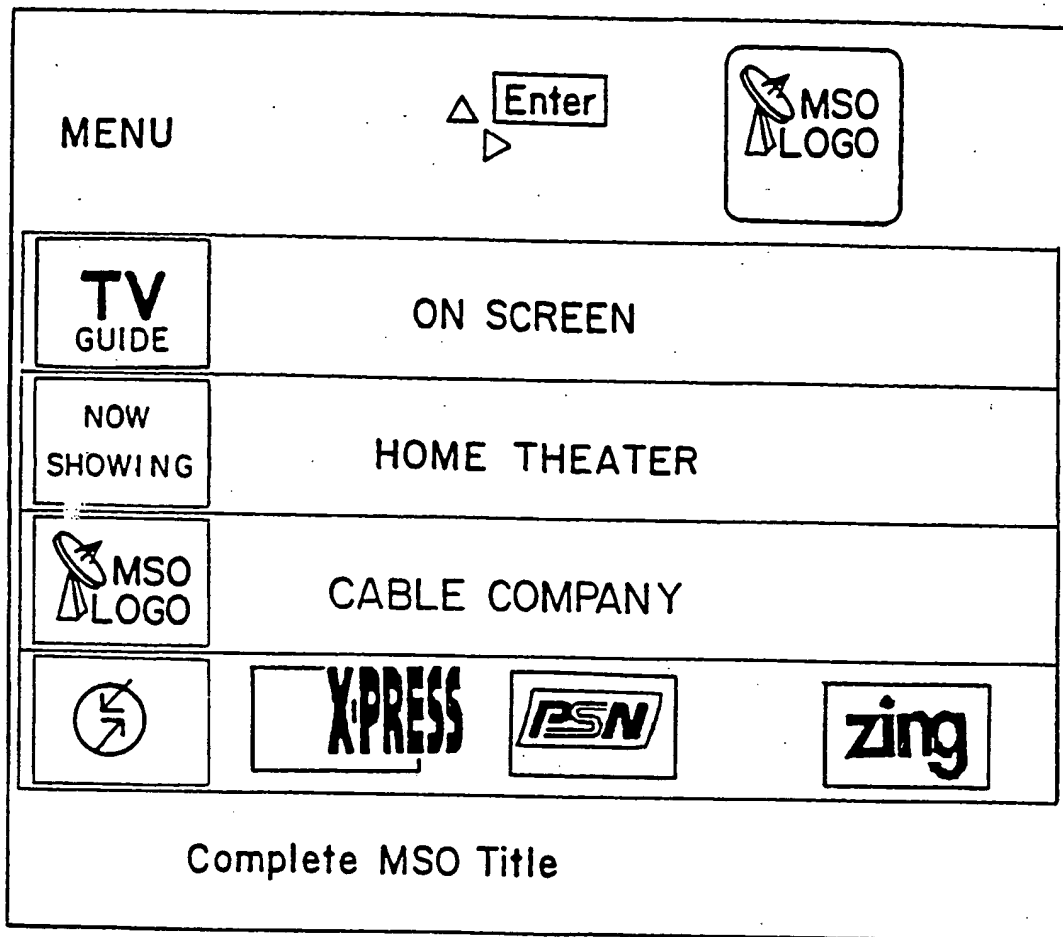 MENU
Enter
MSO
LOGO
TV
GUIDE
ON SCREEN
NOW
SHOWING
HOME THEATER
MSO
LOGO
CABLE COMPANY
X·PRESS
PSN
zing
Complete MSO Title